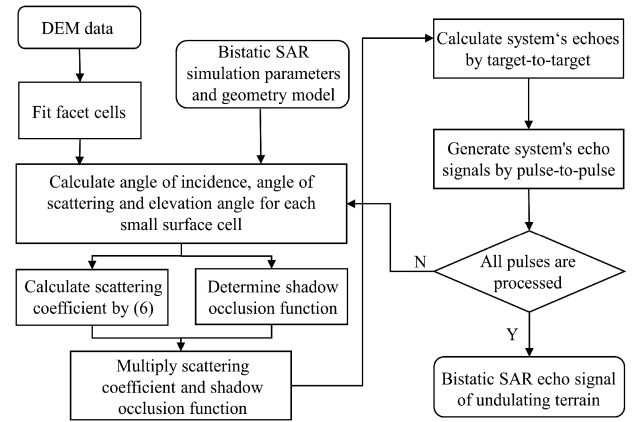 DEM data
Fit facet cells
Bistatic SAR
simulation parameters
and geometry model
Calculate angle of incidence, angle of
scattering and elevation angle for each
small surface cell
Calculate scattering
coefficient by (6)
Determine shadow
occlusion function
Multiply scattering
coefficient and shadow
occlusion function
Calculate system‘s echoes
by target-to-target
Generate system's echo
signals by pulse-to-pulse
All pulses are
processed
N
Y
Bistatic SAR echo signal
of undulating terrain